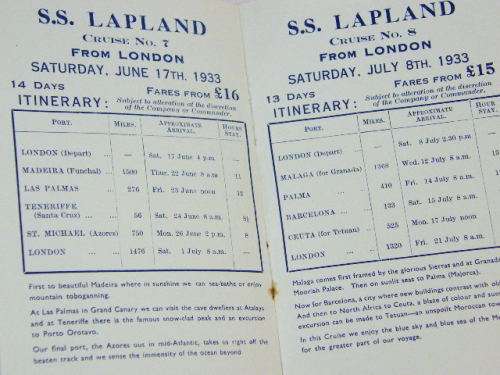 S.S. LAPLAND
CRUISE No. 7
FROM LONDON
SATURDAY, JUNE 17TH, 1933
14 DAYS FARES FROM £16
ITINERARY: Subject to alteration at the discretion of the Company or Commander.
PORT. MILES. APPROXIMATE ARRIVAL. HOURS STAY.
LONDON (Depart) ... — Sat. 17 June 4 p.m. —
MADEIRA (Funchal) ... 1500 Thu. 22 June 8 a.m. 11
LAS PALMAS ... 276 Fri. 23 June noon 12
TENERIFFE
(Santa Cruz) ... 56 Sat. 24 June 8 a.m.
ST. MICHAEL (Azores) 750 Mon. 26 June 2 p.m. 8
LONDON ... 1476 Sat. 1 July 8 a.m. —
First so beautiful Madeira where in summer we can sea-bathe or enjoy
mountain tobogganing.
At Las Palmas in Grand Canary we can visit the cave dwellers at Atalaya
and at Teneriffe there is the famous snow-clad peak and an excursion
to Porto Orotavo.
Our final port, the Azores out in mid-Atlantic, takes us right off the
beaten track and we sense the immensity of the ocean beyond
S.S. LAPLAND
CRUISE No. 8
FROM LONDON
SATURDAY, JULY 8TH, 1933
13 DAYS FARES FROM £15
ITINERARY: Subject to alteration at the discretion of the Company or Commander.
PORT. MILES. APPROXIMATE ARRIVAL. HOURS STAY.
LONDON (Depart) ... — Sat. 8 July 2.30 p.m.
MALAGA (for Granada) 1368 Wed. 12 July 8 a.m.
PALMA ... 410 Fri. 14 July 8 a.m.
BARCELONA ... 133 Sat. 15 July 8 a.m.
CEUTA (for Tetuan) ... 525 Mon. 17 July noon
LONDON ... 1320 Fri. 21 July 8 a.m.
Malaga comes first framed by the glorious Sierras and at Granada
Moorish Palace. Then on sunlit seas to Palma (Majorca).
Now for Barcelona, a city where new buildings contrast with old
And then to North Africa to Ceuta, a blaze of colour and
excursion can be made to Tetuan—an unspoilt Moorish town
In this Cruise we enjoy the blue sky and blue seas of the
for the greater part of our voyage.